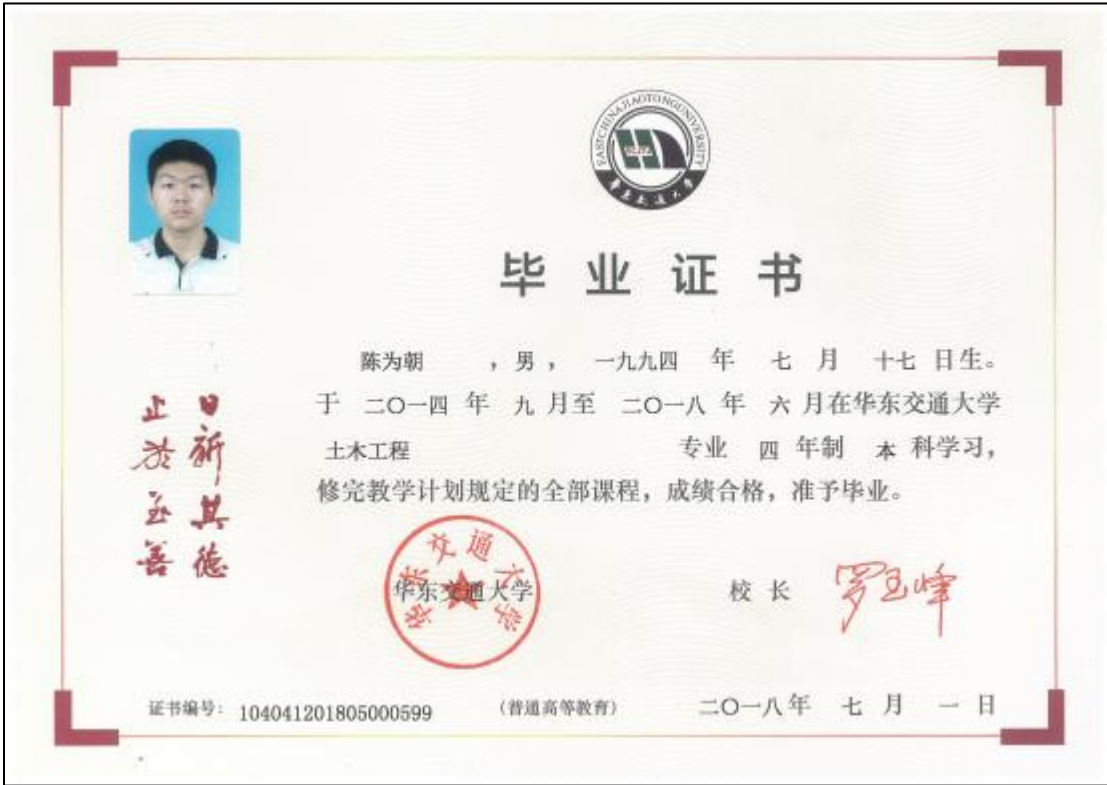 EAST CHINA JIAOTONG UNIVERSITY
华东交通大学
毕业证书
陈为朝 ，男， 一九九四 年 七 月 十七 日生。
于 二〇一四 年 九 月至 二〇一八 年 六 月在华东交通大学
土木工程 专业 四 年制 本 科学习，
修完教学计划规定的全部课程，成绩合格，准予毕业。
日新其德
止於至善
华东交通大学
华东交通大学 校 长 罗玉峰
证书编号： 104041201805000599 （普通高等教育） 二〇一八年 七 月 一 日